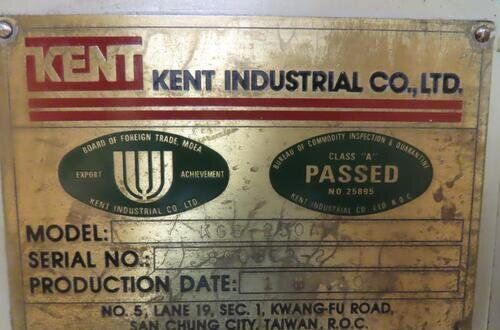 KENT KENT INDUSTRIAL CO., LTD.
BOARD OF FOREIGN TRADE, MOEA
EXPORT ACHIEVEMENT
KENT INDUSTRIAL CO. LTD.
BUREAU OF COMMODITY INSPECTION & QUARANTINE
CLASS "A"
PASSED
NO 25895
KENT INDUSTRIAL CO. LTD R.O.C.
MODEL:
SERIAL NO.:
PRODUCTION DATE:
NO. 5, LANE 19, SEC. 1, KWANG-FU ROAD,
SAN CHUNG CITY, TAIWAN, R.O.C.